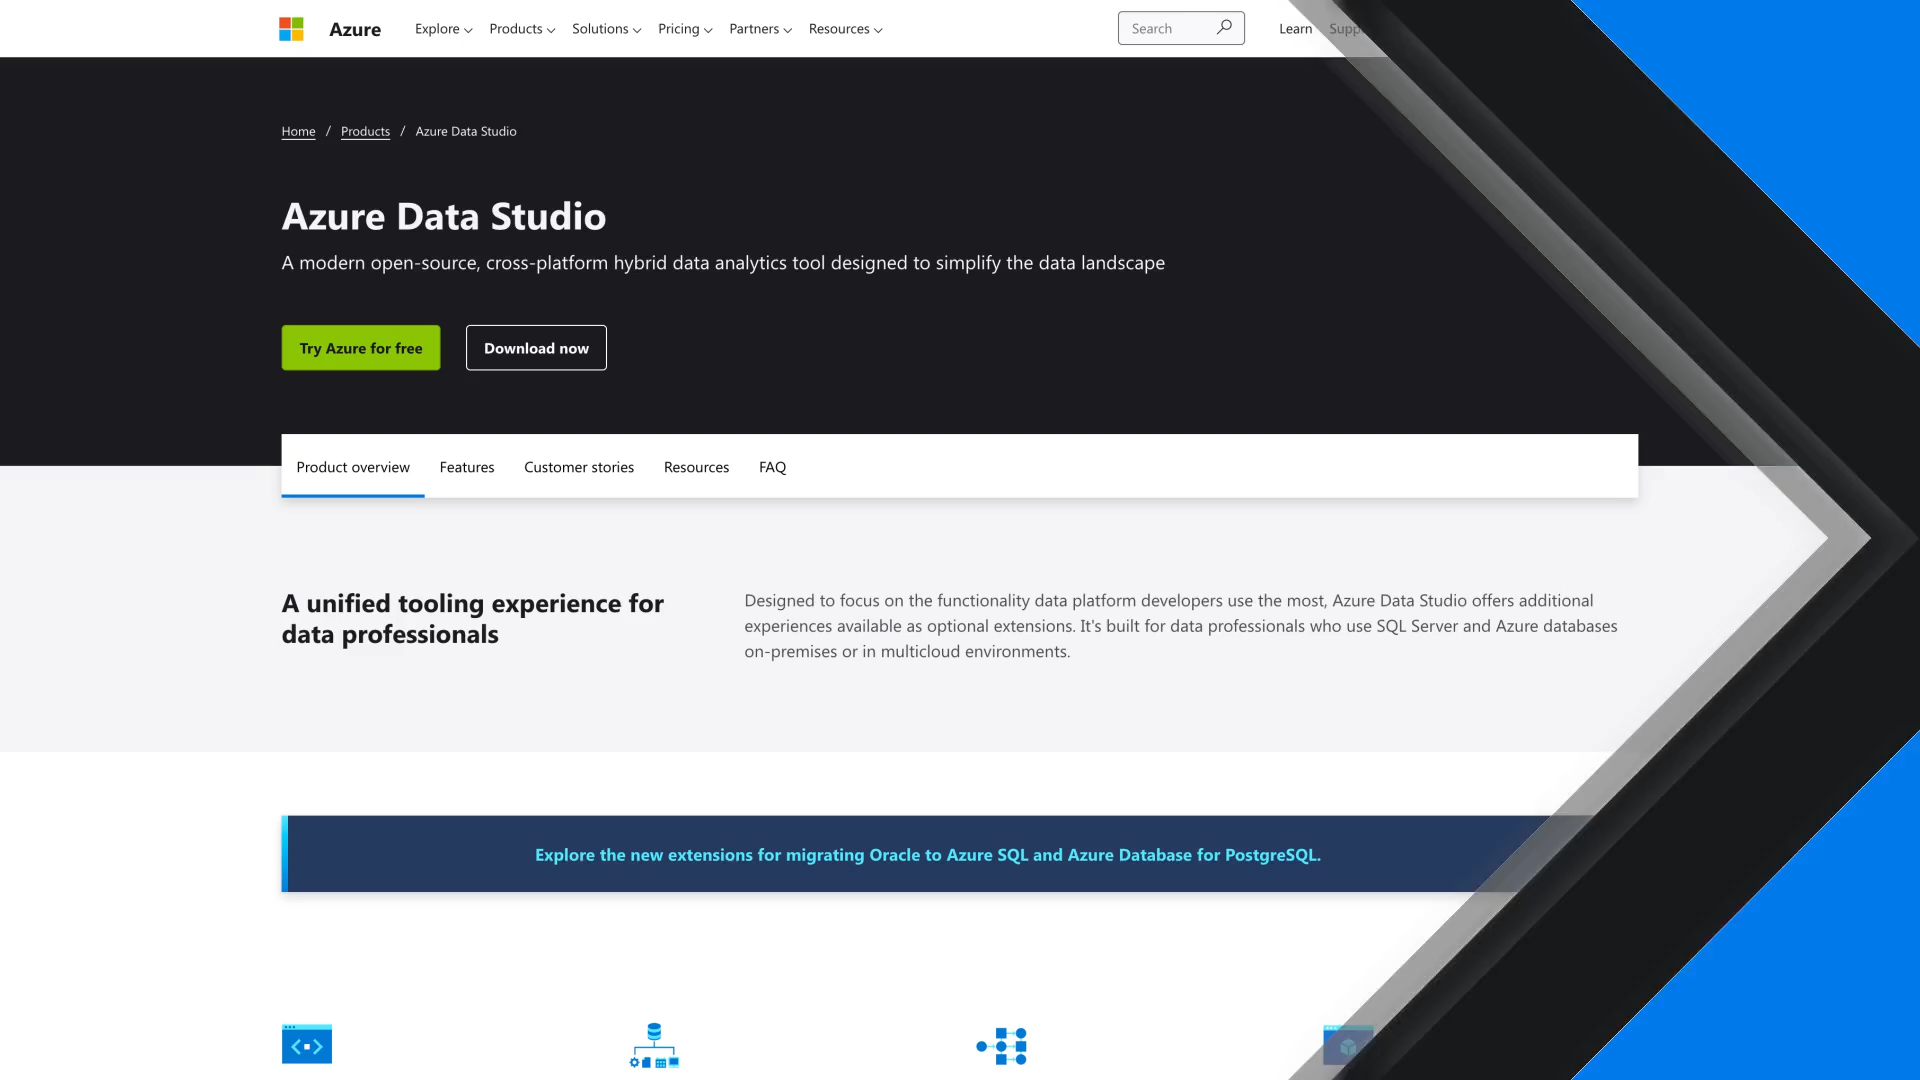 Azure Explore Products Solutions Pricing Partners Resources Search Learn
Home / Products / Azure Data Studio
Azure Data Studio
A modern open-source, cross-platform hybrid data analytics tool designed to simplify the data landscape
Try Azure for free Download now
Product overview Features Customer stories Resources FAQ
A unified tooling experience for
data professionals
Designed to focus on the functionality data platform developers use the most, Azure Data Studio offers additional
experiences available as optional extensions. It's built for data professionals who use SQL Server and Azure databases
on-premises or in multicloud environments.
Explore the new extensions for migrating Oracle to Azure SQL and Azure Database for PostgreSQL.